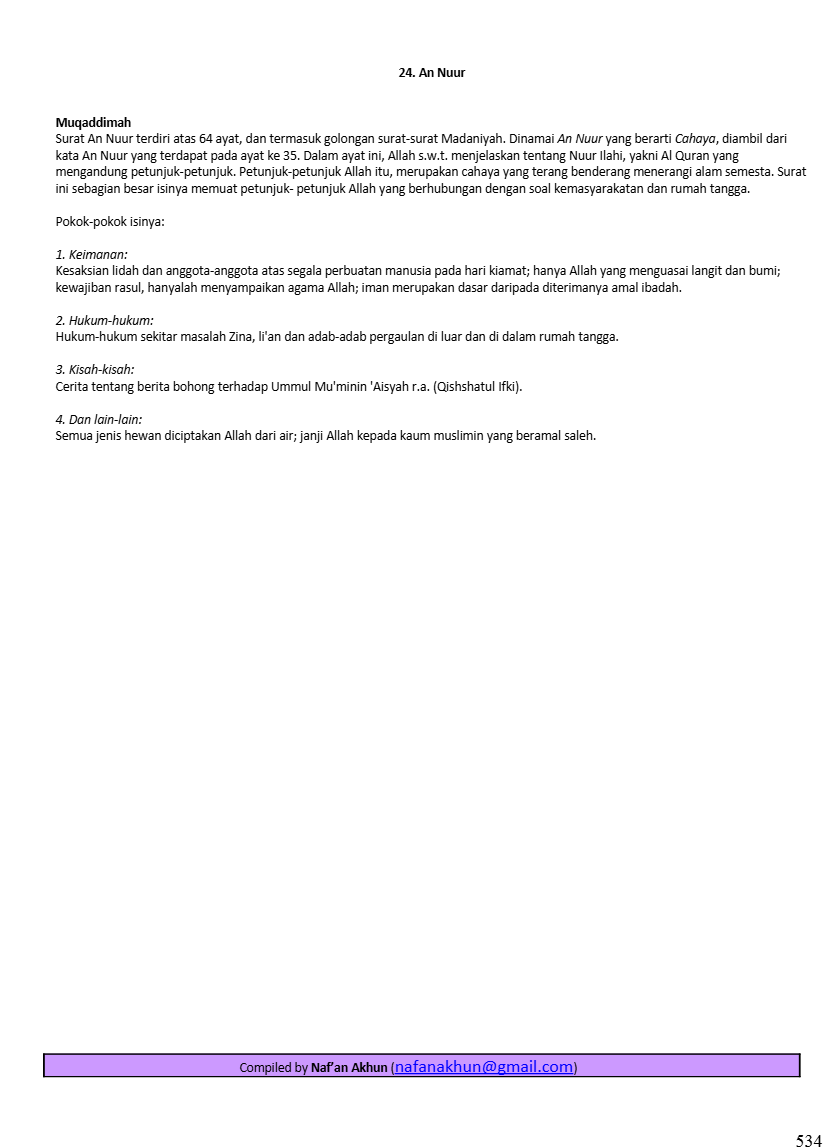 24. An Nuur
Muqaddimah
Surat An Nuur terdiri atas 64 ayat, dan termasuk golongan surat-surat Madaniyah. Dinamai An Nuur yang berarti Cahaya, diambil dari
kata An Nuur yang terdapat pada ayat ke 35. Dalam ayat ini, Allah s.w.t. menjelaskan tentang Nuur Ilahi, yakni Al Quran yang
mengandung petunjuk-petunjuk. Petunjuk-petunjuk Allah itu, merupakan cahaya yang terang benderang menerangi alam semesta. Surat
ini sebagian besar isinya memuat petunjuk- petunjuk Allah yang berhubungan dengan soal kemasyarakatan dan rumah tangga.
Pokok-pokok isinya:
1. Keimanan:
Kesaksian lidah dan anggota-anggota atas segala perbuatan manusia pada hari kiamat; hanya Allah yang menguasai langit dan bumi;
kewajiban rasul, hanyalah menyampaikan agama Allah; iman merupakan dasar daripada diterimanya amal ibadah.
2. Hukum-hukum:
Hukum-hukum sekitar masalah Zina, li'an dan adab-adab pergaulan di luar dan di dalam rumah tangga.
3. Kisah-kisah:
Cerita tentang berita bohong terhadap Ummul Mu'minin 'Aisyah r.a. (Qishshatul Ifki).
4. Dan lain-lain:
Semua jenis hewan diciptakan Allah dari air; janji Allah kepada kaum muslimin yang beramal saleh.
Compiled by Naf’an Akhun (nafanakhun@gmail.com)
534